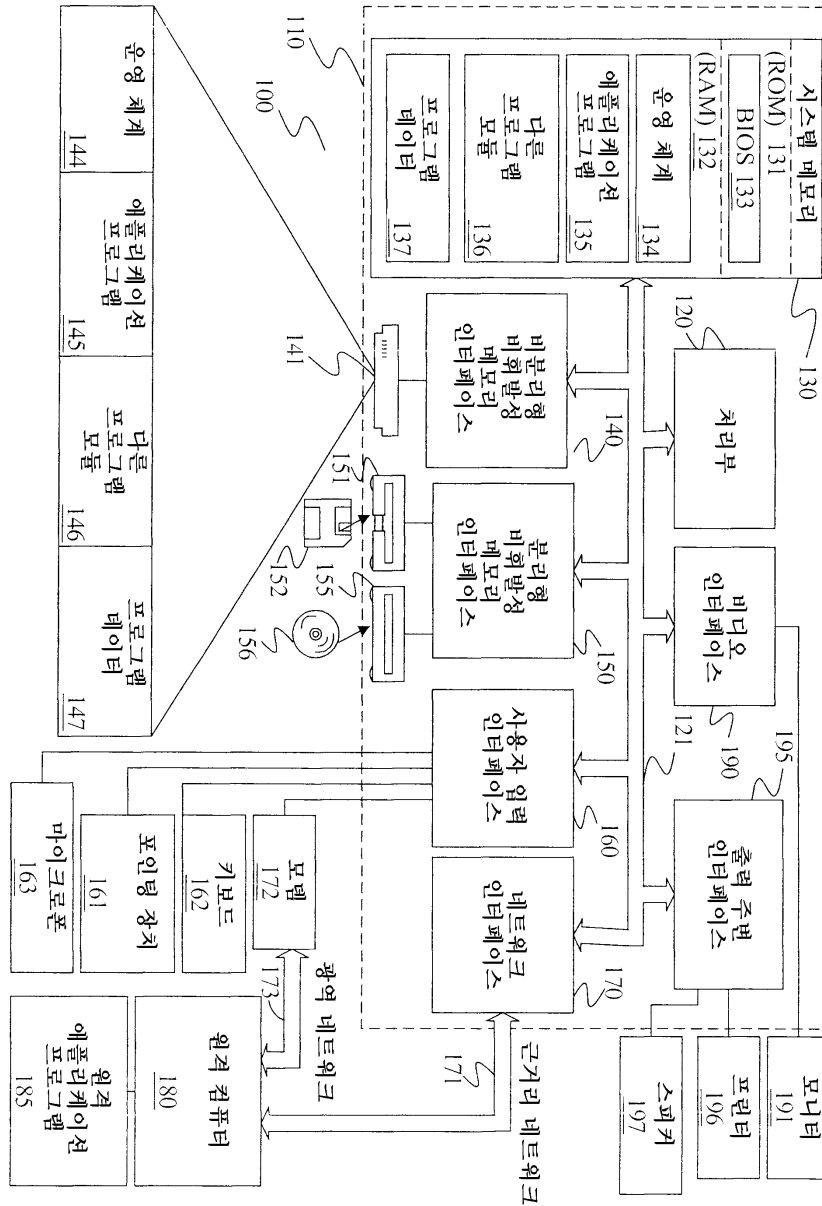 100
110
시스템 메모리
(ROM) 131
BIOS 133
(RAM) 132
운영 체계
134
애플리케이션
프로그램
135
다른
프로그램
모듈
136
프로그램
데이터
137
130
120
처리부
비디오
인터페이스
190
121
195
출력 주변
인터페이스
모니터
191
프린터
196
스피커
197
비분리형
비휘발성
메모리
인터페이스
140
분리형
비휘발성
메모리
인터페이스
150
사용자 입력
인터페이스
160
네트워크
인터페이스
170
141
151
152
155
156
근거리 네트워크
171
광역 네트워크
173
모뎀
172
키보드
162
포인팅 장치
161
마이크로폰
163
원격 컴퓨터
180
원격
애플리케이션
프로그램
185
운영 체계
144
애플리케이션
프로그램
145
다른
프로그램
모듈
146
프로그램
데이터
147